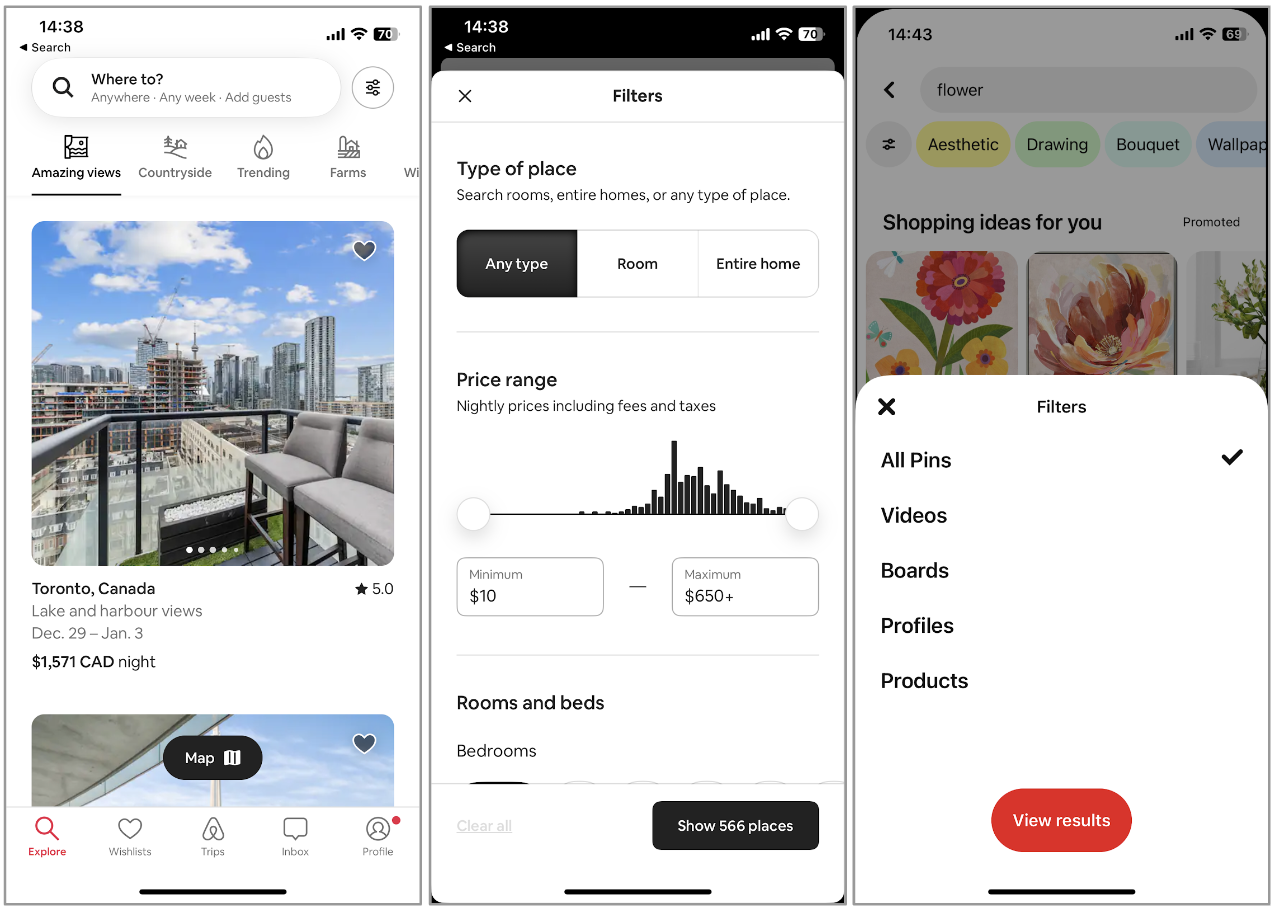 14:38
70
◀ Search
Where to?
Anywhere · Any week · Add guests
Amazing views
Countryside
Trending
Farms
Wi
Toronto, Canada
★ 5.0
Lake and harbour views
Dec. 29 – Jan. 3
$1,571 CAD night
Map
Explore
Wishlists
Trips
Inbox
Profile
14:38
70
◀ Search
Filters
Type of place
Search rooms, entire homes, or any type of place.
Any type
Room
Entire home
Price range
Nightly prices including fees and taxes
Minimum
$10
—
Maximum
$650+
Rooms and beds
Bedrooms
Clear all
Show 566 places
14:43
69
flower
Aesthetic
Drawing
Bouquet
Wallpap
Shopping ideas for you
Promoted
Filters
All Pins
Videos
Boards
Profiles
Products
View results